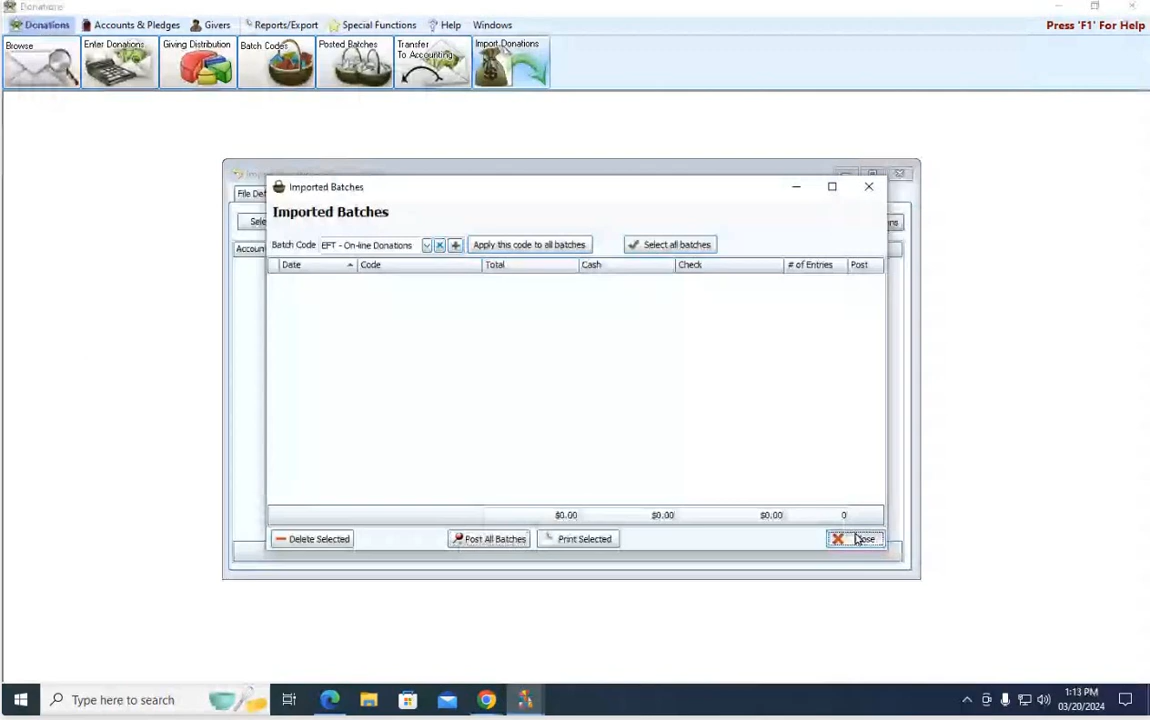 Donations
Donations Accounts & Pledges Givers Reports/Export Special Functions Help Windows Press 'F1' For Help
Browse Enter Donations Giving Distribution Batch Codes Posted Batches Transfer To Accounting Import Donations
Imported Batches
File Def
Imported Batches
Sele ons
Batch Code EFT - On-line Donations Apply this code to all batches Select all batches
Accoun
Date Code Total Cash Check # of Entries Post
$0.00 $0.00 $0.00 0
Delete Selected Post All Batches Print Selected ose
Type here to search
1:13 PM
03/20/2024